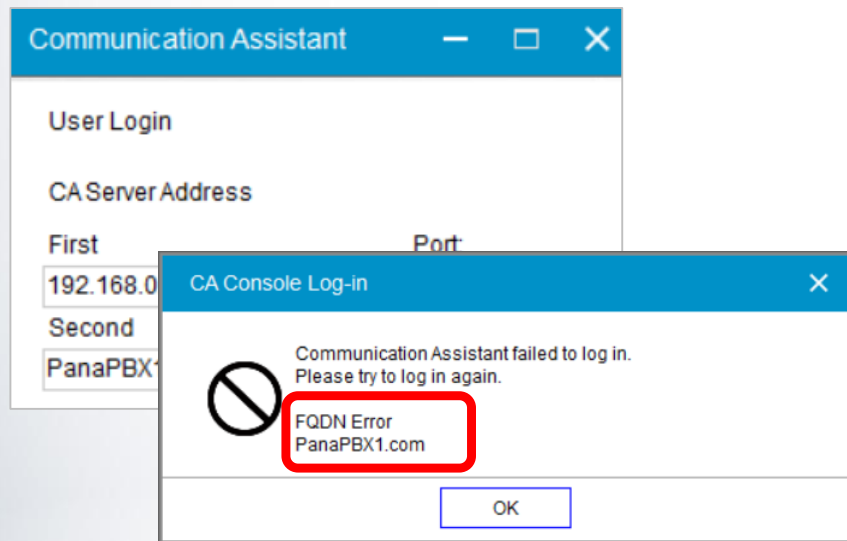 Communication Assistant
User Login
CA Server Address
First Port:
192.168.0
Second
PanaPBX1
CA Console Log-in
Communication Assistant failed to log in.
Please try to log in again.
FQDN Error
PanaPBX1.com
OK